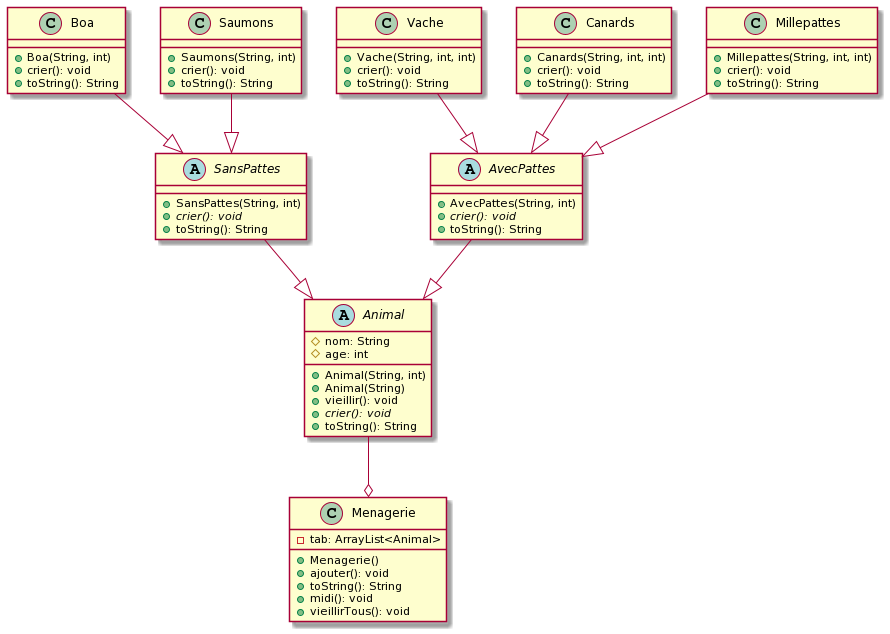 C Boa
Boa(String, int)
crier(): void
toString(): String
C Saumons
Saumons(String, int)
crier(): void
toString(): String
C Vache
Vache(String, int, int)
crier(): void
toString(): String
C Canards
Canards(String, int, int)
crier(): void
toString(): String
C Millepattes
Millepattes(String, int, int)
crier(): void
toString(): String
A SansPattes
SansPattes(String, int)
crier(): void
toString(): String
A AvecPattes
AvecPattes(String, int)
crier(): void
toString(): String
A Animal
nom: String
age: int
Animal(String, int)
Animal(String)
vieillir(): void
crier(): void
toString(): String
C Menagerie
tab: ArrayList<Animal>
Menagerie()
ajouter(): void
toString(): String
midi(): void
vieillirTous(): void